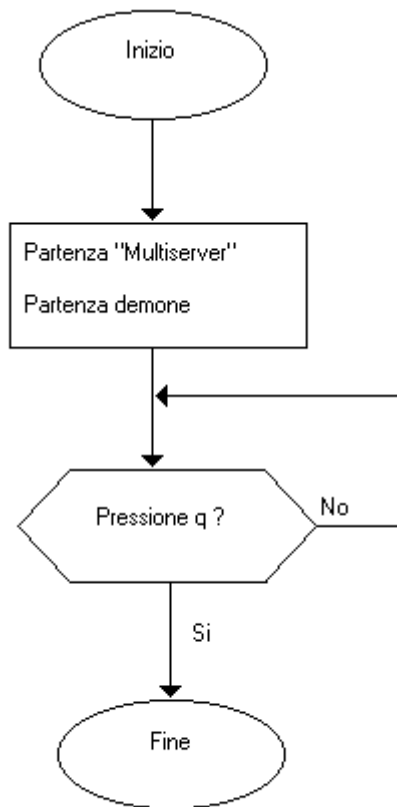 Inizio
Partenza "Multiserver"
Partenza demone
Pressione q ?
No
Si
Fine